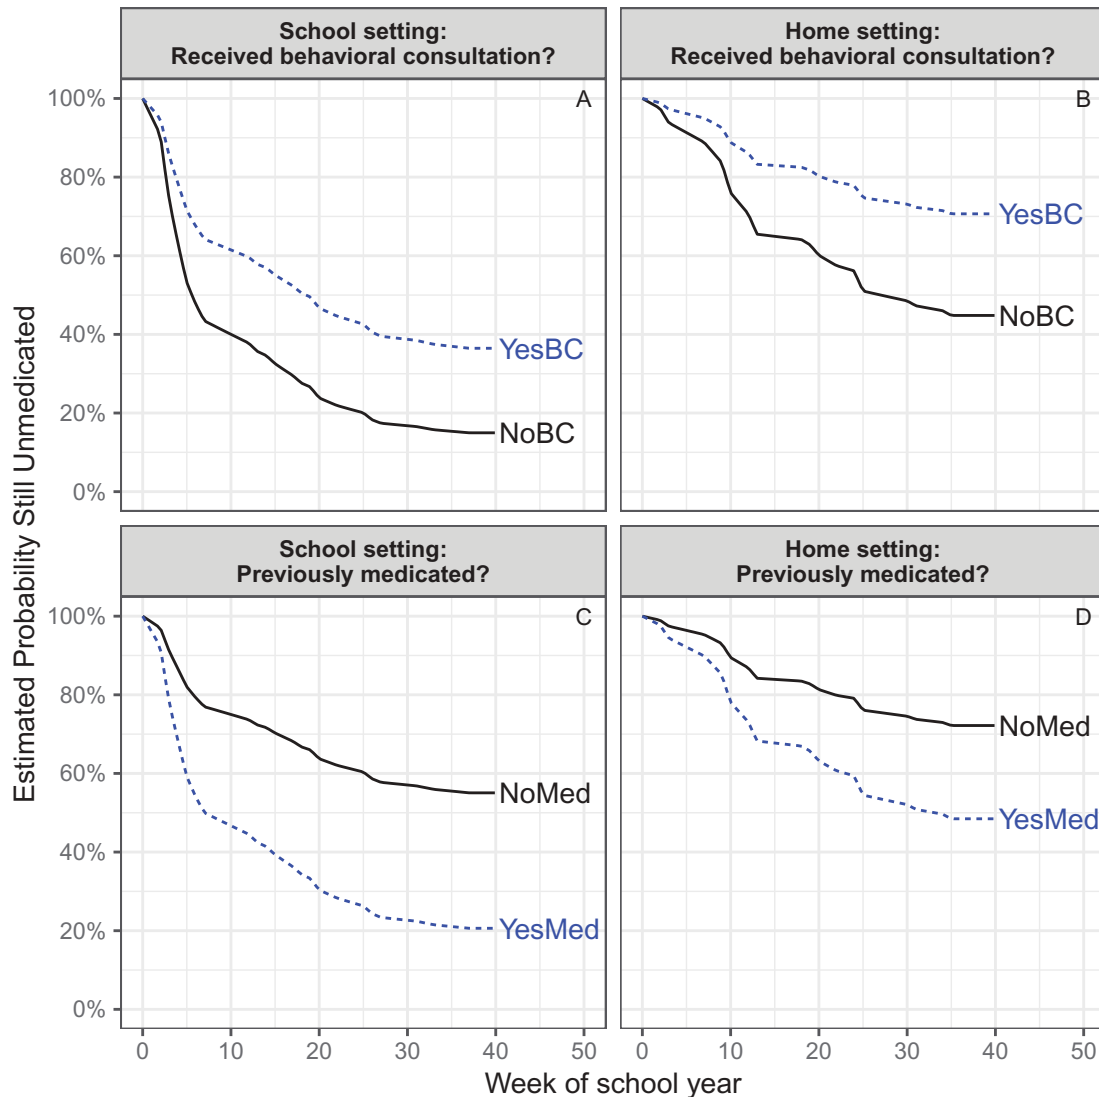 School setting:
Received behavioral consultation?
Home setting:
Received behavioral consultation?
Estimated Probability Still Unmedicated
100%
80%
60%
40%
20%
0%
A
YesBC
NoBC
B
YesBC
NoBC
School setting:
Previously medicated?
Home setting:
Previously medicated?
100%
80%
60%
40%
20%
0%
C
NoMed
YesMed
D
NoMed
YesMed
0 10 20 30 40 50
0 10 20 30 40 50
Week of school year